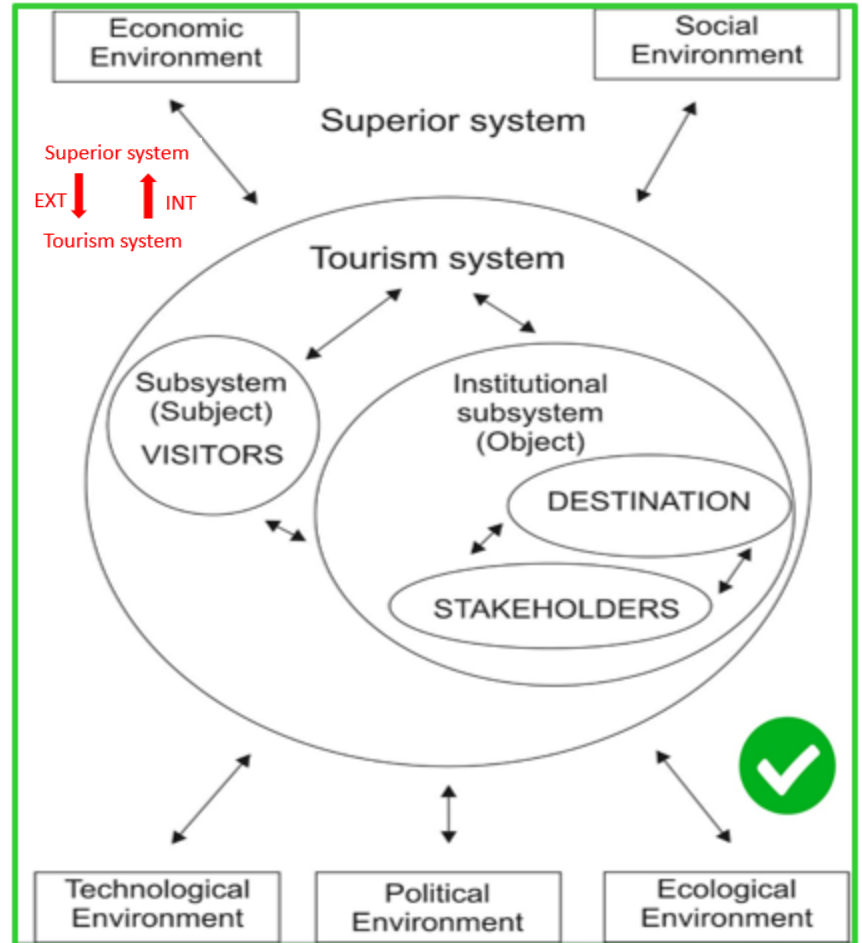 Economic
Environment
Social
Environment
Superior system
Superior system
EXT
INT
Tourism system
Tourism system
Subsystem
(Subject)
VISITORS
Institutional
subsystem
(Object)
DESTINATION
STAKEHOLDERS
Technological
Environment
Political
Environment
Ecological
Environment